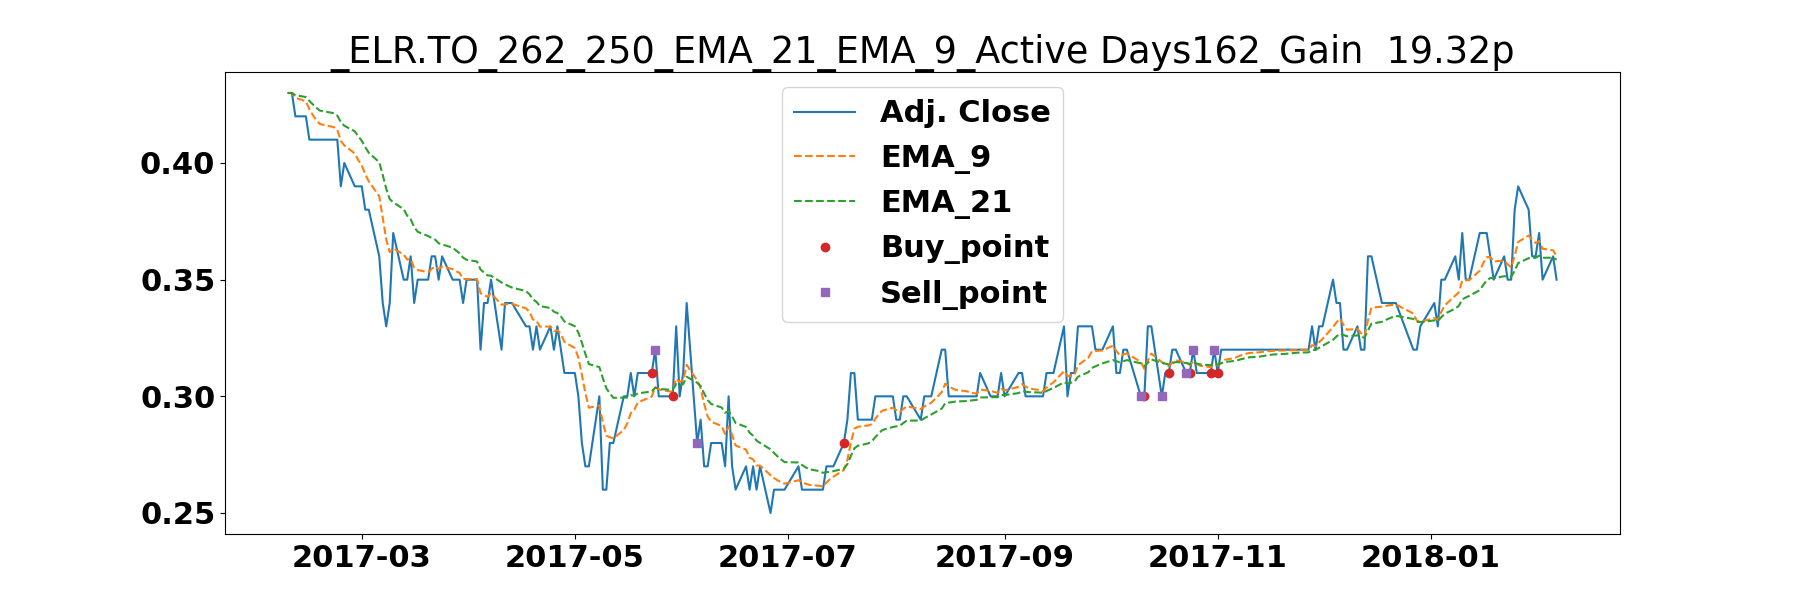 _ELR.TO_262_250_EMA_21_EMA_9_Active Days162_Gain  19.32p
Adj. Close
EMA_9
EMA_21
Buy_point
Sell_point
0.40
0.35
0.30
0.25
2017-03 2017-05 2017-07 2017-09 2017-11 2018-01